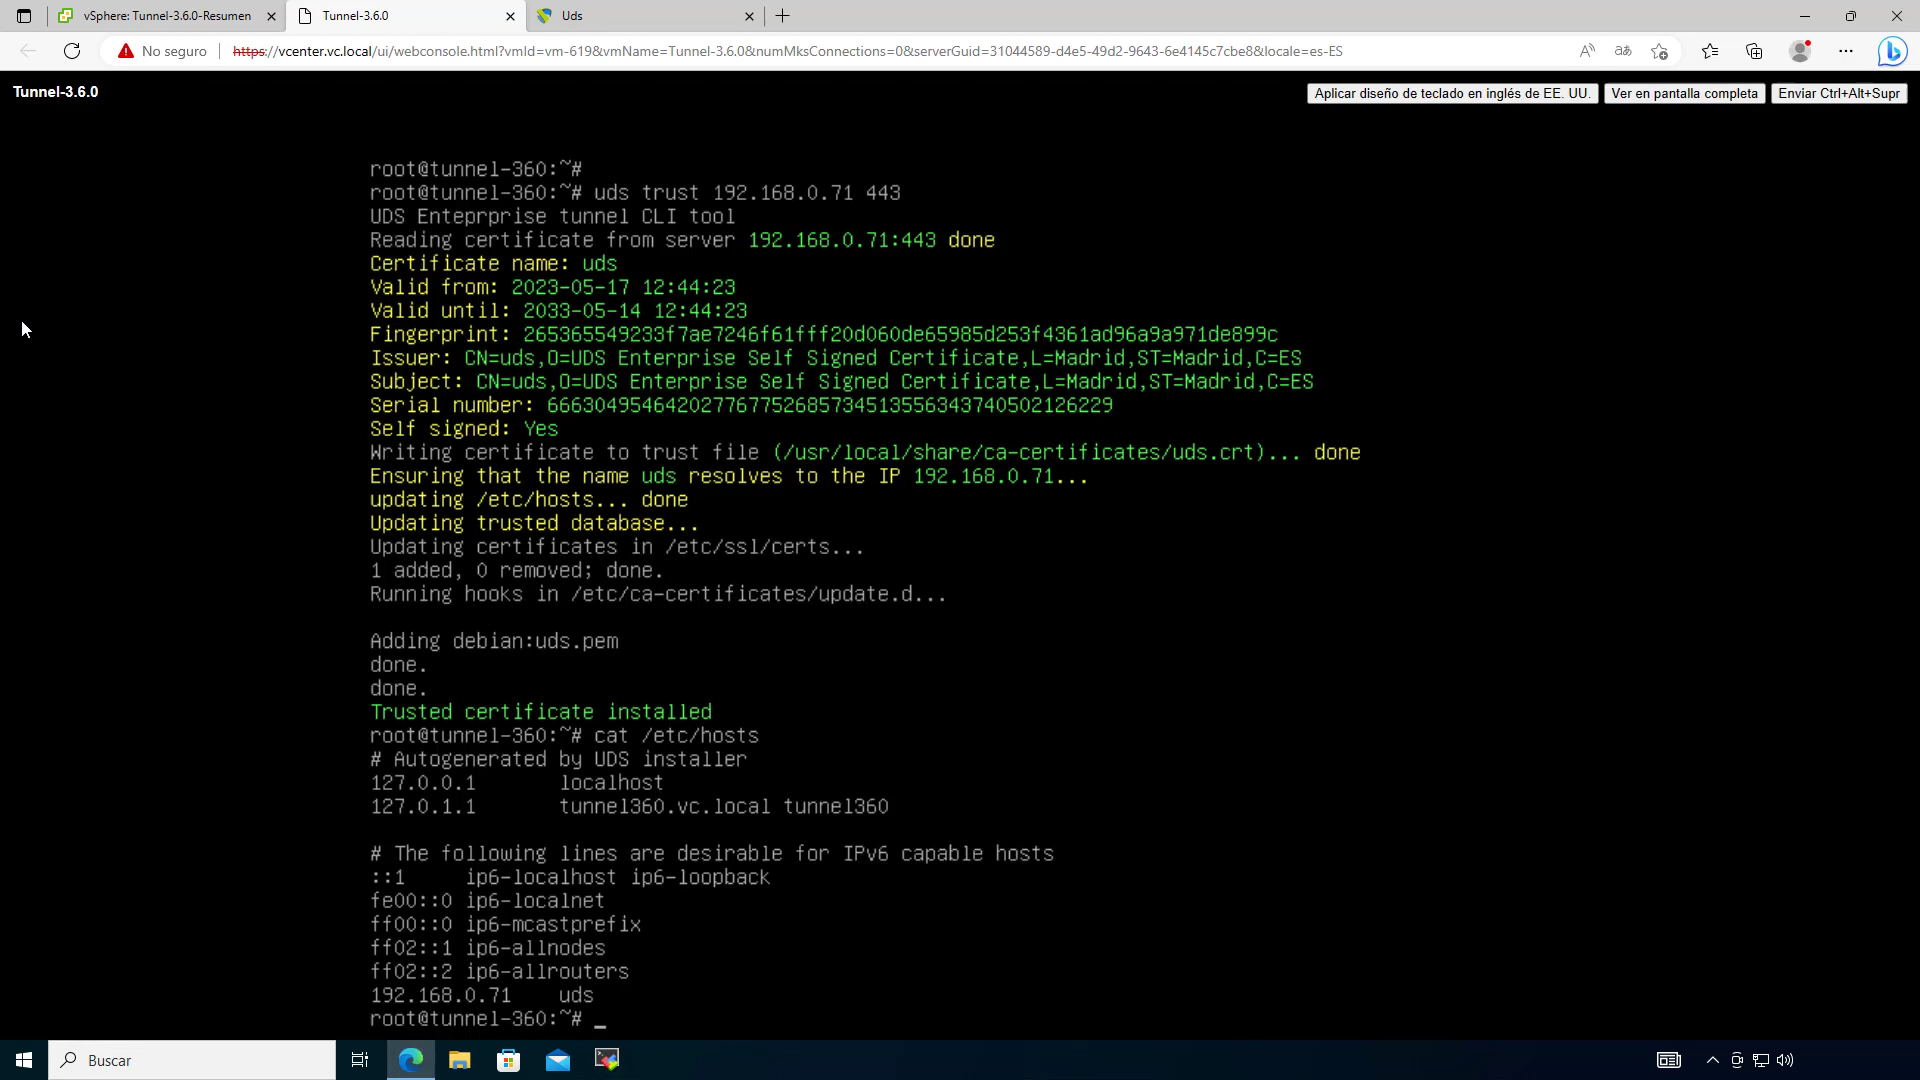 vSphere: Tunnel-3.6.0-Resumen
Tunnel-3.6.0
Uds
No seguro
https://vcenter.vc.local/ui/webconsole.html?vmId=vm-619&vmName=Tunnel-3.6.0&numMksConnections=0&serverGuid=31044589-d4e5-49d2-9643-6e4145c7cbe8&locale=es-ES
Tunnel-3.6.0
Aplicar diseño de teclado en inglés de EE. UU.
Ver en pantalla completa
Enviar Ctrl+Alt+Supr
root@tunnel-360:~#
root@tunnel-360:~# uds trust 192.168.0.71 443
UDS Enteprprise tunnel CLI tool
Reading certificate from server 192.168.0.71:443 done
Certificate name: uds
Valid from: 2023-05-17 12:44:23
Valid until: 2033-05-14 12:44:23
Fingerprint: 265365549233f7ae7246f61fff20d060de65985d253f4361ad96a9a971de899c
Issuer: CN=uds,O=UDS Enterprise Self Signed Certificate,L=Madrid,ST=Madrid,C=ES
Subject: CN=uds,O=UDS Enterprise Self Signed Certificate,L=Madrid,ST=Madrid,C=ES
Serial number: 666304954642027767752685734513556343740502126229
Self signed: Yes
Writing certificate to trust file (/usr/local/share/ca-certificates/uds.crt)... done
Ensuring that the name uds resolves to the IP 192.168.0.71...
updating /etc/hosts... done
Updating trusted database...
Updating certificates in /etc/ssl/certs...
1 added, 0 removed; done.
Running hooks in /etc/ca-certificates/update.d...
Adding debian:uds.pem
done.
done.
Trusted certificate installed
root@tunnel-360:~# cat /etc/hosts
# Autogenerated by UDS installer
127.0.0.1 localhost
127.0.1.1 tunnel360.vc.local tunnel360
# The following lines are desirable for IPv6 capable hosts
::1 ip6-localhost ip6-loopback
fe00::0 ip6-localnet
ff00::0 ip6-mcastprefix
ff02::1 ip6-allnodes
ff02::2 ip6-allrouters
192.168.0.71 uds
root@tunnel-360:~# _
Buscar